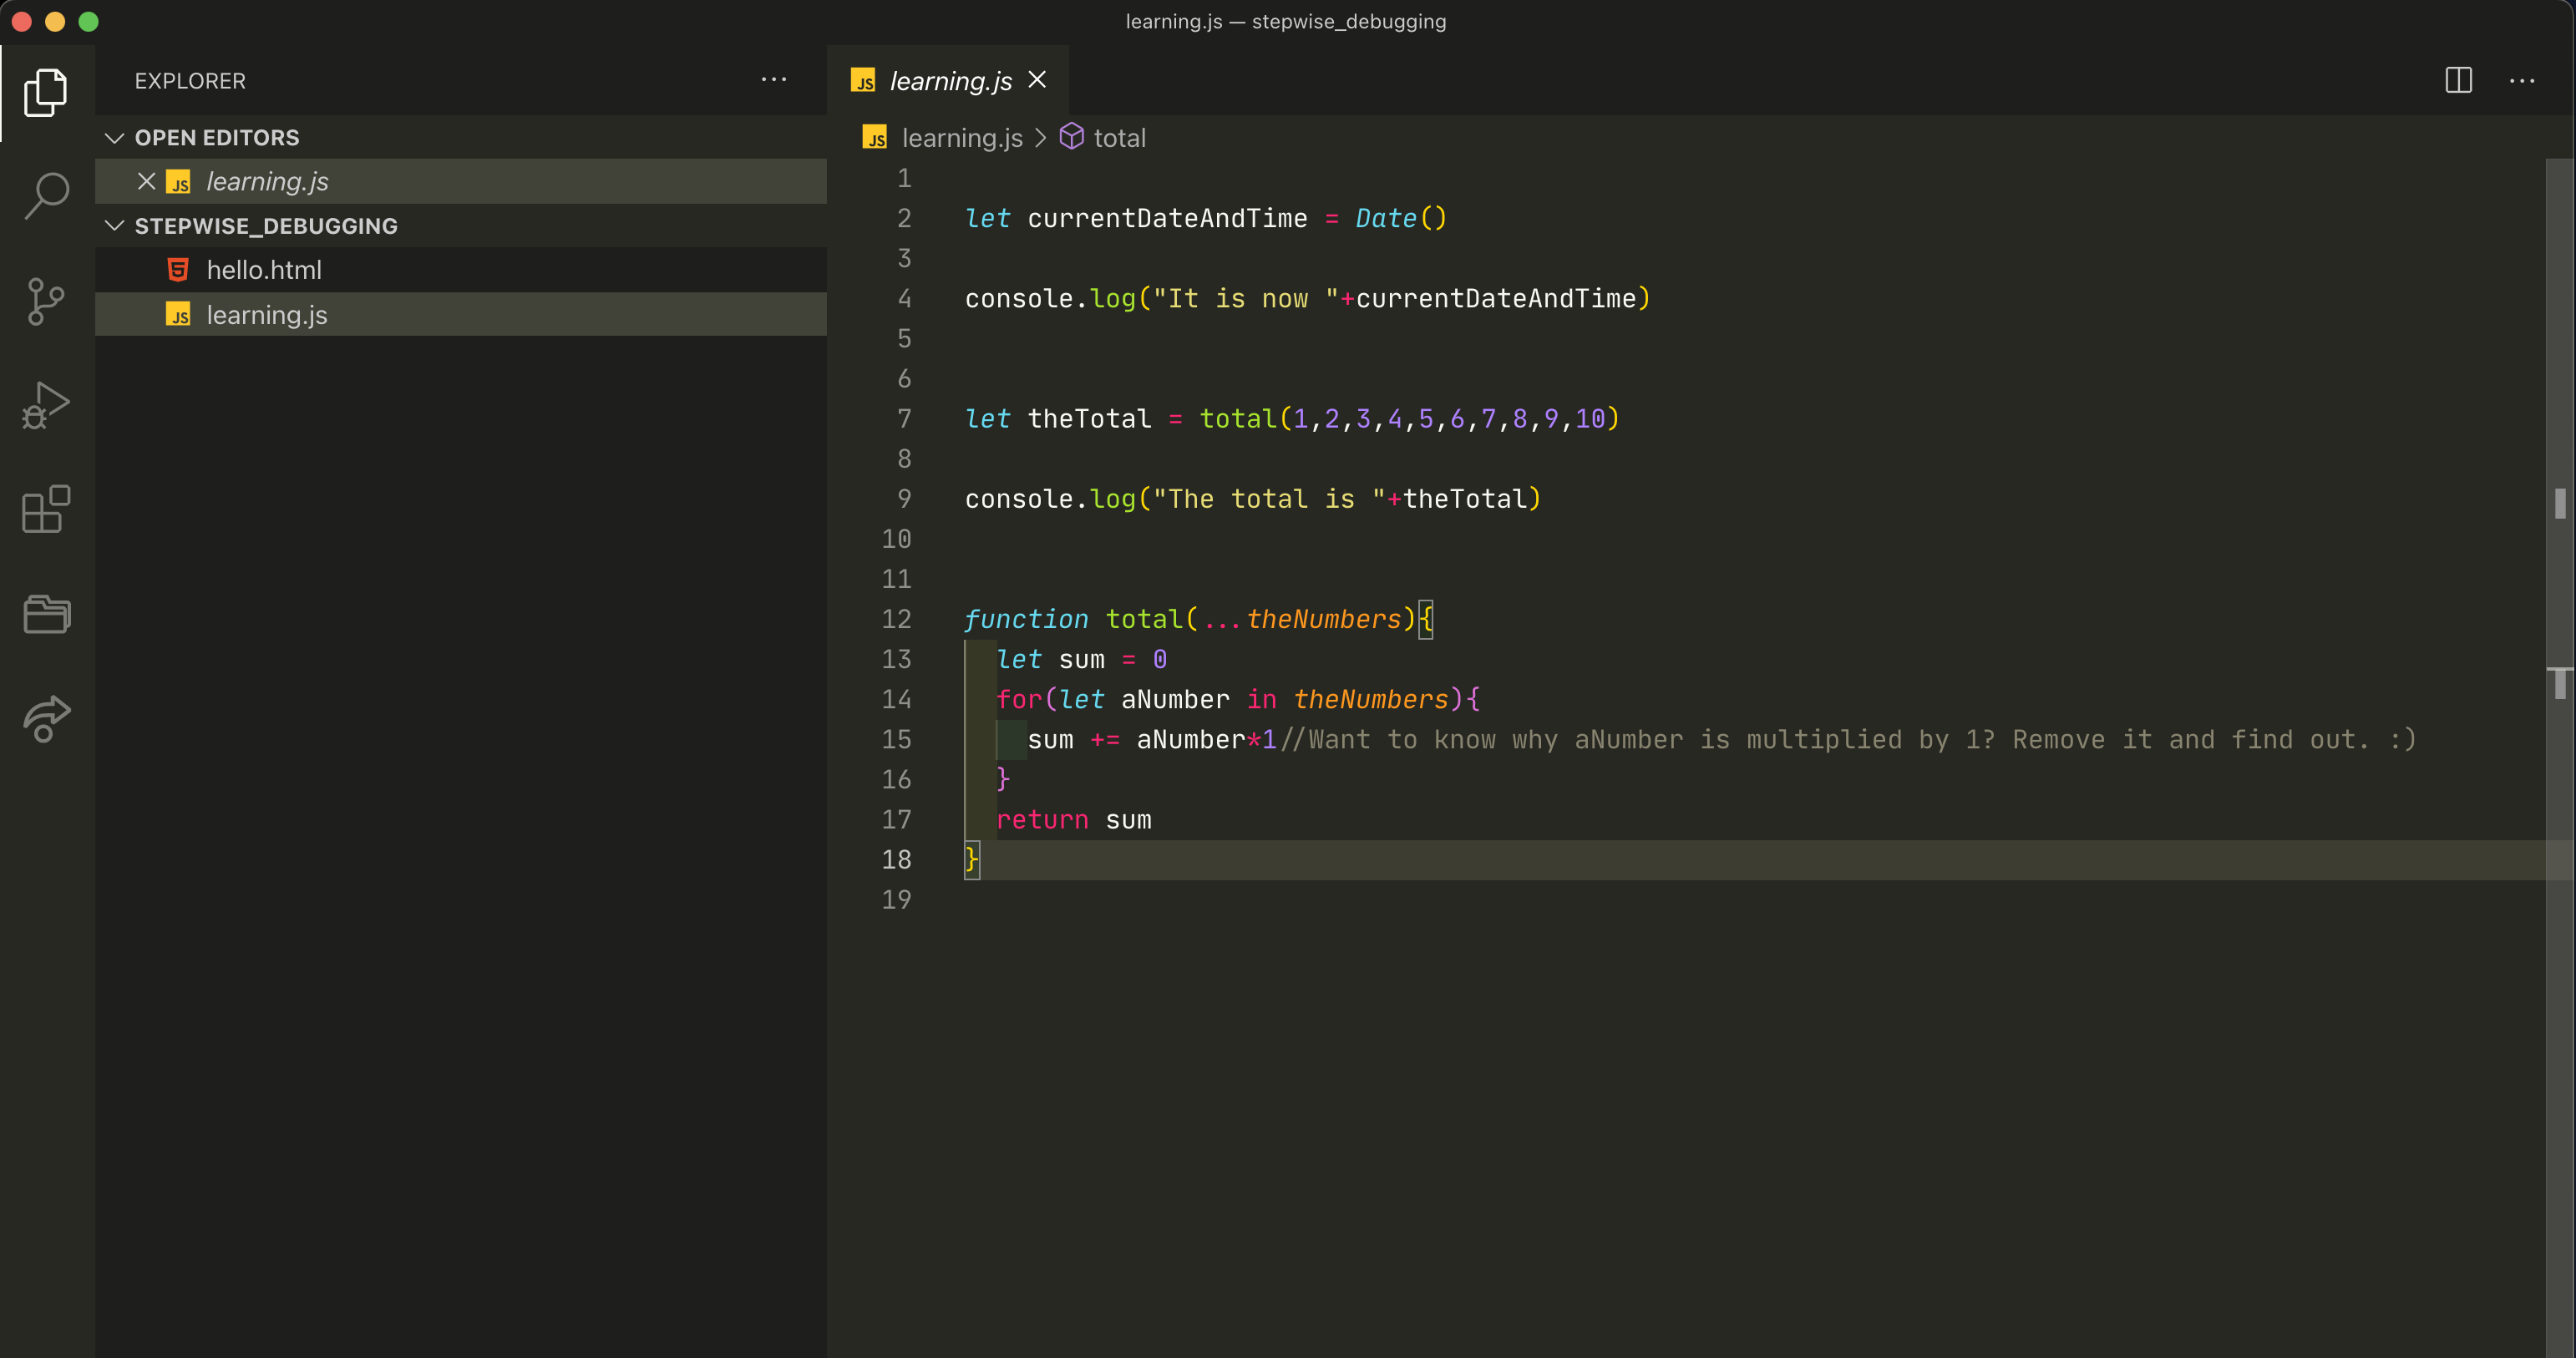 learning.js — stepwise_debugging
EXPLORER
OPEN EDITORS
JS learning.js
STEPWISE_DEBUGGING
5 hello.html
JS learning.js
JS learning.js
JS learning.js > total
1
2 let currentDateAndTime = Date()
3
4 console.log("It is now "+currentDateAndTime)
5
6
7 let theTotal = total(1,2,3,4,5,6,7,8,9,10)
8
9 console.log("The total is "+theTotal)
10
11
12 function total(...theNumbers){
13 let sum = 0
14 for(let aNumber in theNumbers){
15 sum += aNumber*1//Want to know why aNumber is multiplied by 1? Remove it and find out. :)
16 }
17 return sum
18 }
19